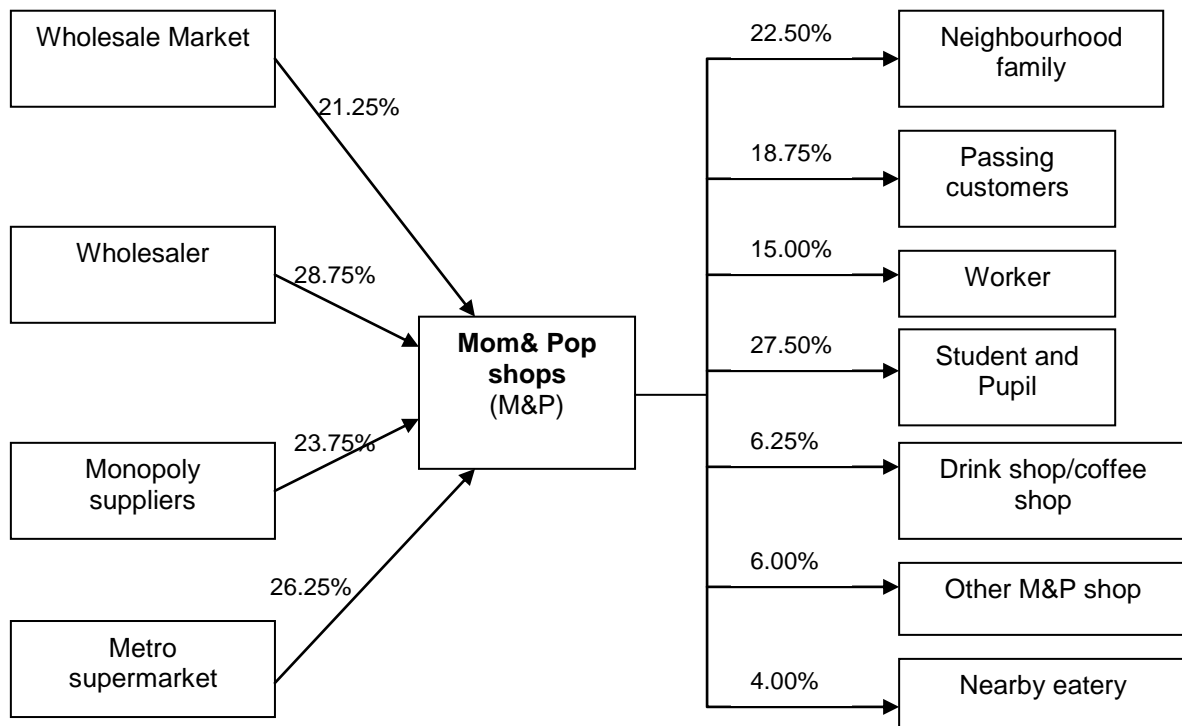 Wholesale Market
21.25%
Wholesaler
28.75%
Monopoly
suppliers
23.75%
Metro
supermarket
26.25%
Mom& Pop
shops
(M&P)
22.50%
Neighbourhood
family
18.75%
Passing
customers
15.00%
Worker
27.50%
Student and
Pupil
6.25%
Drink shop/coffee
shop
6.00%
Other M&P shop
4.00%
Nearby eatery